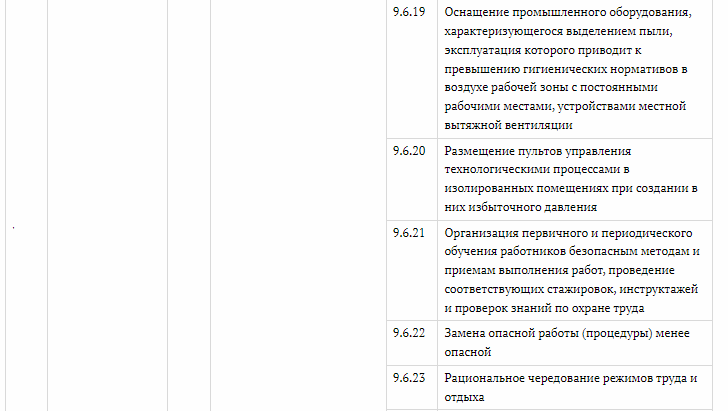 9.6.19 Оснащение промышленного оборудования,
характеризующегося выделением пыли,
эксплуатация которого приводит к
превышению гигиенических нормативов в
воздухе рабочей зоны с постоянными
рабочими местами, устройствами местной
вытяжной вентиляции
9.6.20 Размещение пультов управления
технологическими процессами в
изолированных помещениях при создании в
них избыточного давления
9.6.21 Организация первичного и периодического
обучения работников безопасным методам и
приемам выполнения работ, проведение
соответствующих стажировок, инструктажей
и проверок знаний по охране труда
9.6.22 Замена опасной работы (процедуры) менее
опасной
9.6.23 Рациональное чередование режимов труда и
отдыха